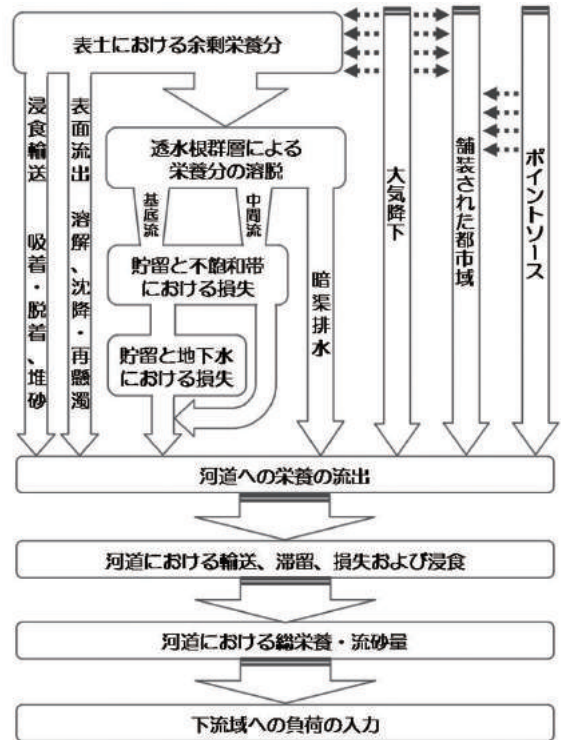 表土における余剰栄養分
浸食輸送 吸着・脱着、堆砂
表面流出 溶解、沈降・再懸濁
透水根群層による
栄養分の溶脱
基底流
中間流
貯留と不飽和帯
における損失
貯留と地下水
における損失
暗渠排水
大気降下
舗装された都市域
ポイントソース
河道への栄養の流出
河道における輸送、滞留、損失および浸食
河道における総栄養・流砂量
下流域への負荷の入力